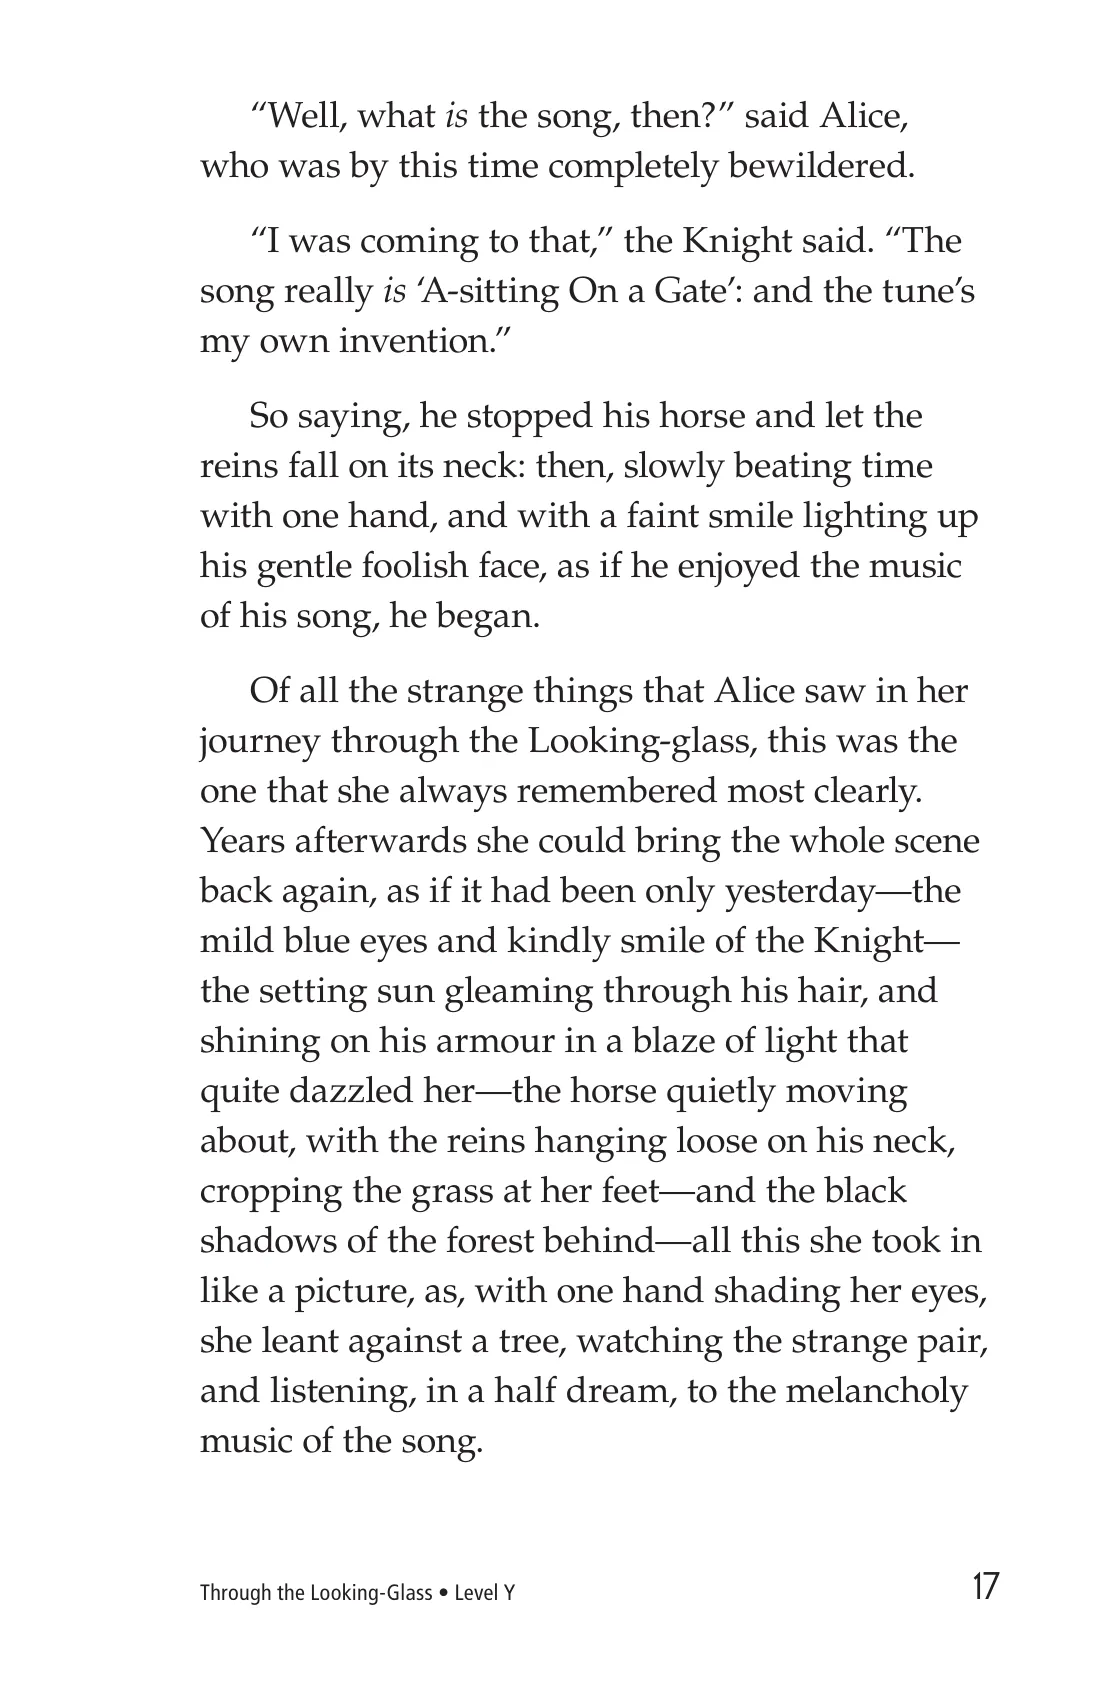 “Well, what is the song, then?” said Alice,
who was by this time completely bewildered.
“I was coming to that,” the Knight said. “The
song really is ‘A-sitting On a Gate’: and the tune’s
my own invention.”
So saying, he stopped his horse and let the
reins fall on its neck: then, slowly beating time
with one hand, and with a faint smile lighting up
his gentle foolish face, as if he enjoyed the music
of his song, he began.
Of all the strange things that Alice saw in her
journey through the Looking-glass, this was the
one that she always remembered most clearly.
Years afterwards she could bring the whole scene
back again, as if it had been only yesterday—the
mild blue eyes and kindly smile of the Knight—
the setting sun gleaming through his hair, and
shining on his armour in a blaze of light that
quite dazzled her—the horse quietly moving
about, with the reins hanging loose on his neck,
cropping the grass at her feet—and the black
shadows of the forest behind—all this she took in
like a picture, as, with one hand shading her eyes,
she leant against a tree, watching the strange pair,
and listening, in a half dream, to the melancholy
music of the song.
Through the Looking-Glass • Level Y
17